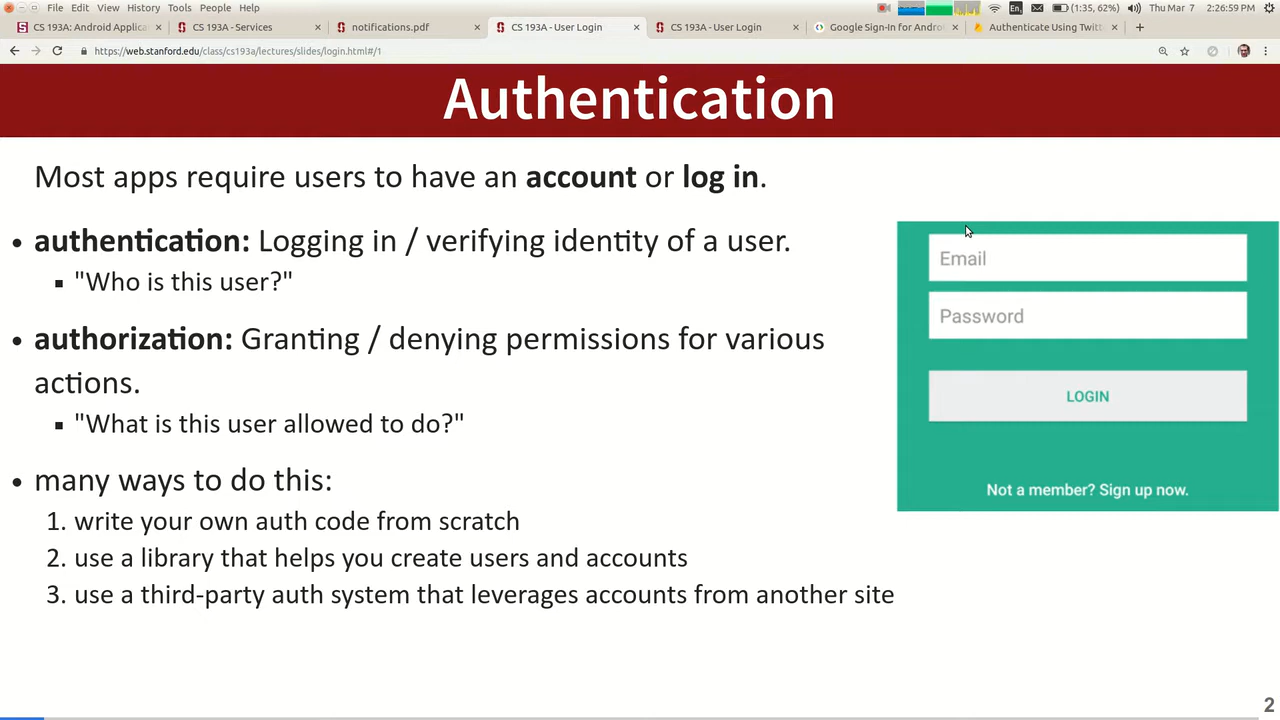 File Edit View History Tools People Help
En
(1:35, 62%)
Thu Mar 7
2:26:59 PM
CS 193A: Android Applica
CS 193A - Services
notifications.pdf
CS 193A - User Login
CS 193A - User Login
Google Sign-In for Andro
Authenticate Using Twitt
https://web.stanford.edu/class/cs193a/lectures/slides/login.html#/1
Authentication
Most apps require users to have an account or log in.
• authentication: Logging in / verifying identity of a user.
▪ "Who is this user?"
• authorization: Granting / denying permissions for various
actions.
▪ "What is this user allowed to do?"
• many ways to do this:
1. write your own auth code from scratch
2. use a library that helps you create users and accounts
3. use a third-party auth system that leverages accounts from another site
Email
Password
LOGIN
Not a member? Sign up now.
2